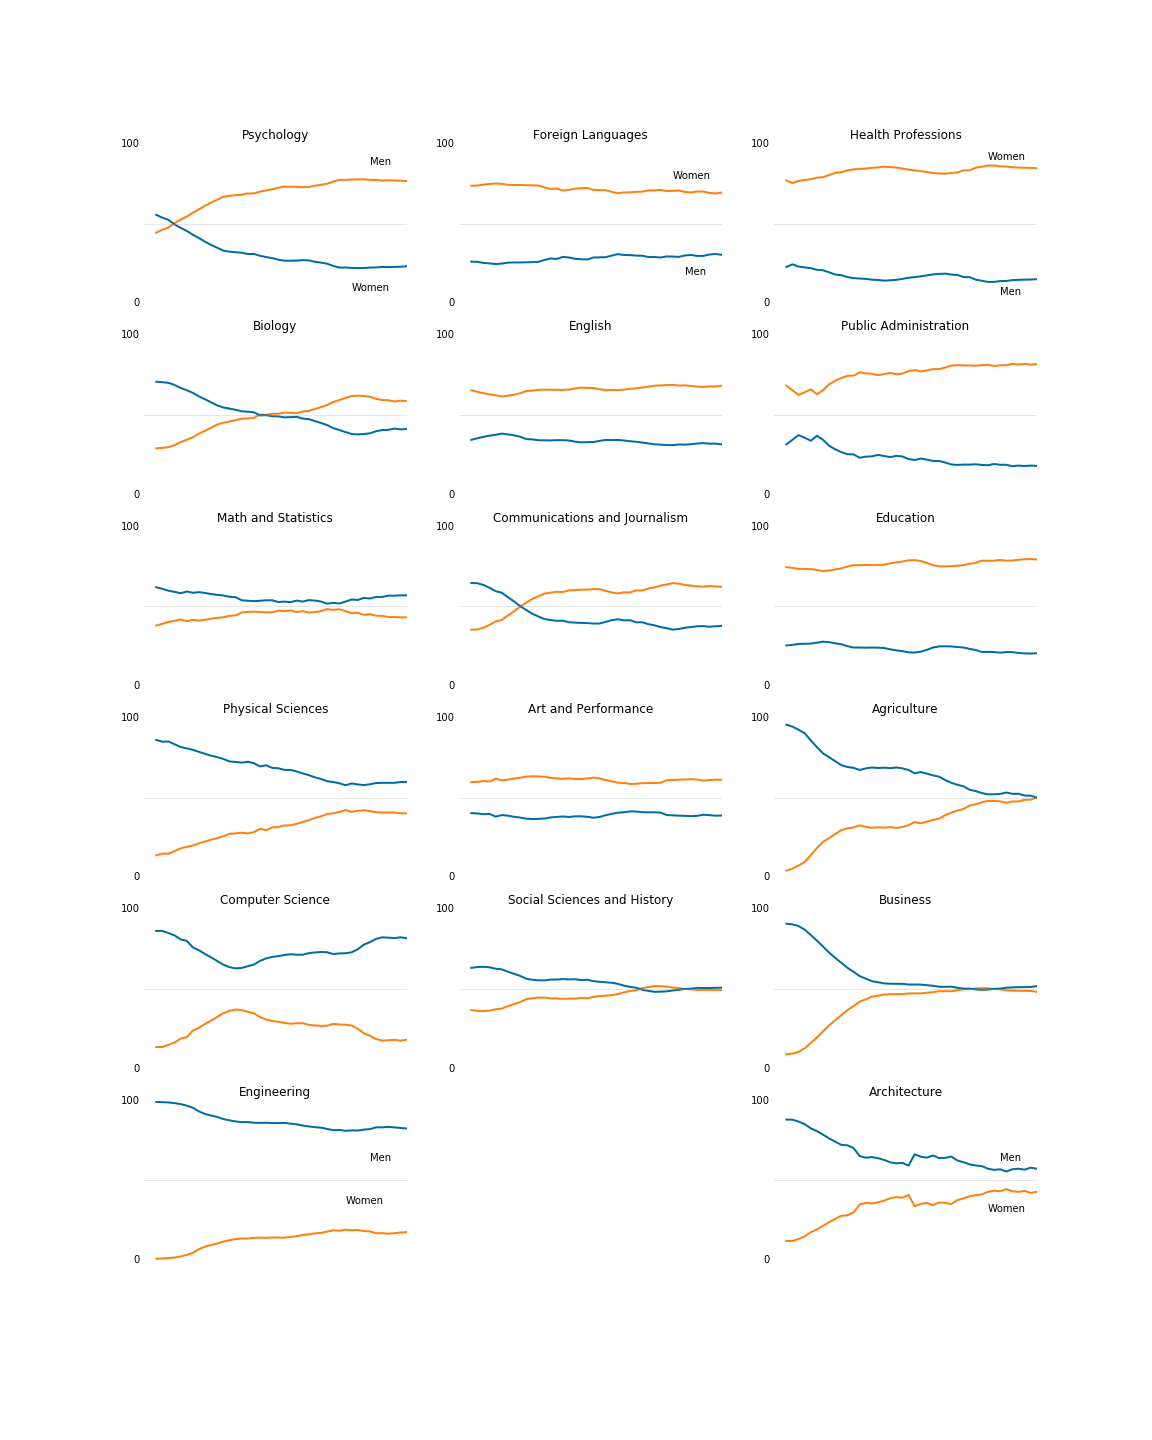 Psychology
100
Men
Women
0
Foreign Languages
100
Women
Men
0
Health Professions
100
Women
Men
0
Biology
100
0
English
100
0
Public Administration
100
0
Math and Statistics
100
0
Communications and Journalism
100
0
Education
100
0
Physical Sciences
100
0
Art and Performance
100
0
Agriculture
100
0
Computer Science
100
0
Social Sciences and History
100
0
Business
100
0
Engineering
100
Men
Women
0
Architecture
100
Men
Women
0